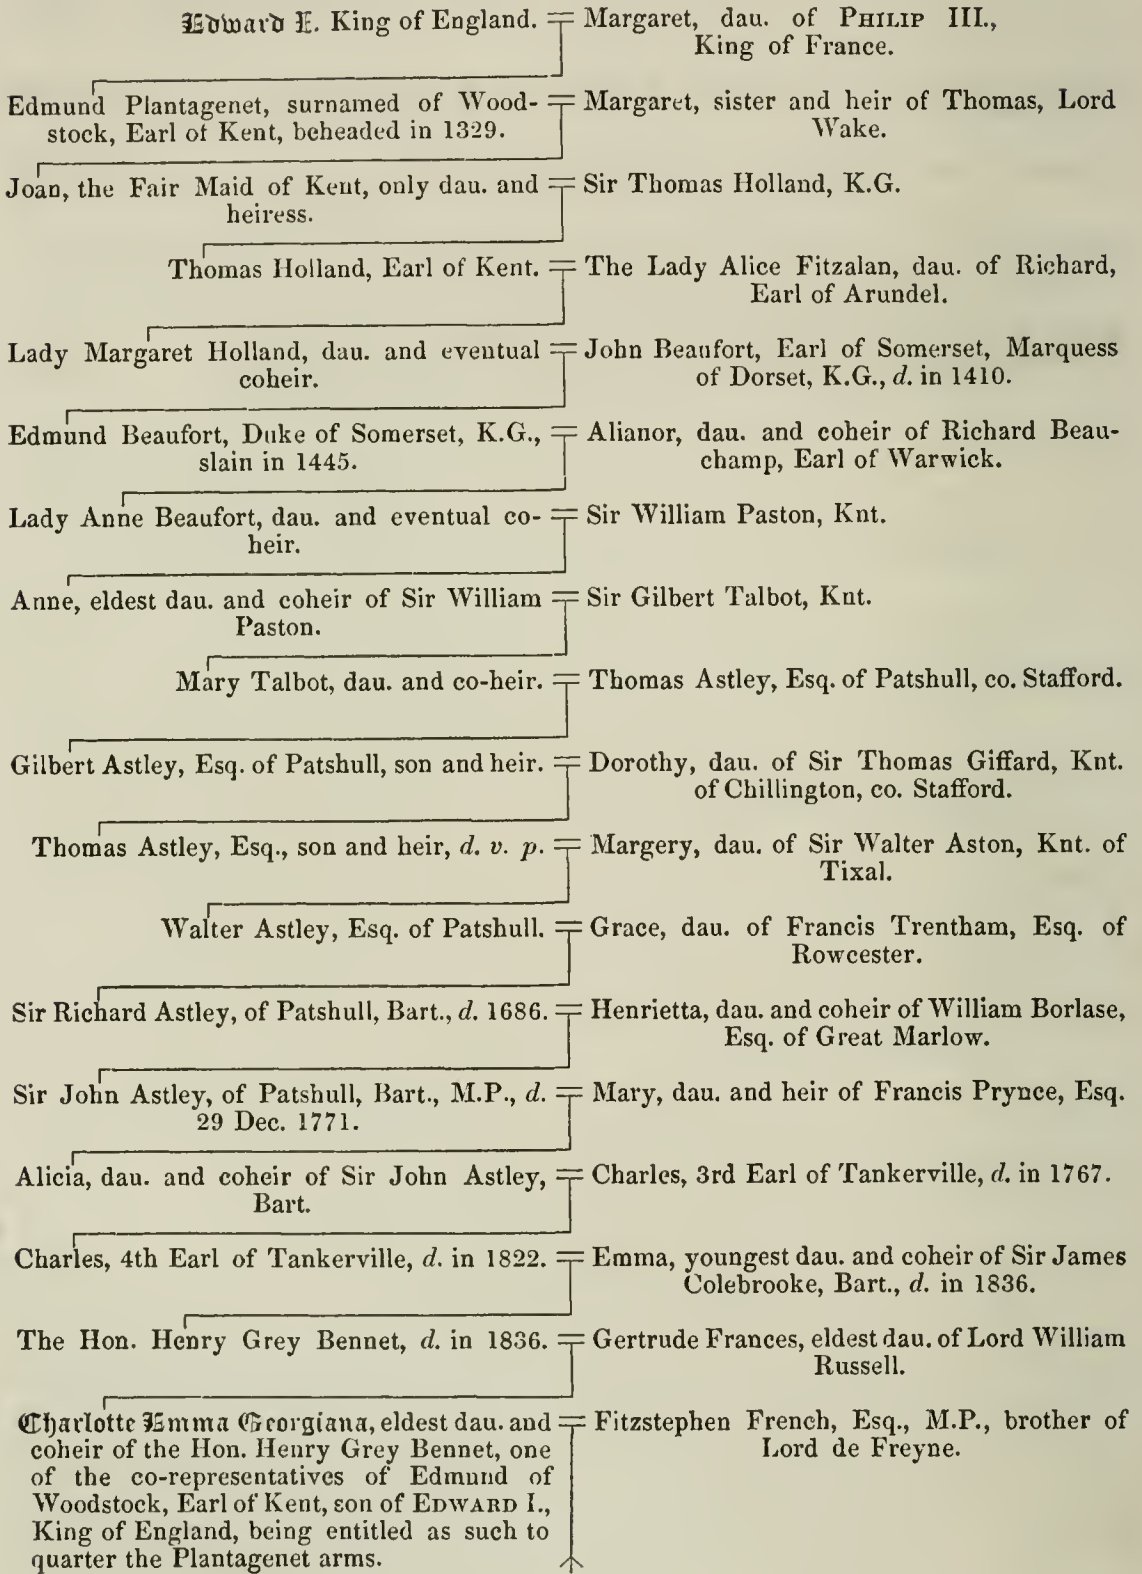 Edward I. King of England. = Margaret, dau. of PHILIP III.,
King of France.
Edmund Plantagenet, surnamed of Wood- = Margaret, sister and heir of Thomas, Lord
stock, Earl of Kent, beheaded in 1329. Wake.
Joan, the Fair Maid of Kent, only dau. and = Sir Thomas Holland, K.G.
heiress.
Thomas Holland, Earl of Kent. = The Lady Alice Fitzalan, dau. of Richard,
Earl of Arundel.
Lady Margaret Holland, dau. and eventual = John Beaufort, Earl of Somerset, Marquess
coheir. of Dorset, K.G., d. in 1410.
Edmund Beaufort, Duke of Somerset, K.G., = Alianor, dau. and coheir of Richard Beau-
slain in 1445. champ, Earl of Warwick.
Lady Anne Beaufort, dau. and eventual co- = Sir William Paston, Knt.
heir.
Anne, eldest dau. and coheir of Sir William = Sir Gilbert Talbot, Knt.
Paston.
Mary Talbot, dau. and co-heir. = Thomas Astley, Esq. of Patshull, co. Stafford.
Gilbert Astley, Esq. of Patshull, son and heir. = Dorothy, dau. of Sir Thomas Giffard, Knt.
of Chillington, co. Stafford.
Thomas Astley, Esq., son and heir, d. v. p. = Margery, dau. of Sir Walter Aston, Knt. of
Tixal.
Walter Astley, Esq. of Patshull. = Grace, dau. of Francis Trentham, Esq. of
Rowcester.
Sir Richard Astley, of Patshull, Bart., d. 1686. = Henrietta, dau. and coheir of William Borlase,
Esq. of Great Marlow.
Sir John Astley, of Patshull, Bart., M.P., d. = Mary, dau. and heir of Francis Prynce, Esq.
29 Dec. 1771.
Alicia, dau. and coheir of Sir John Astley, = Charles, 3rd Earl of Tankerville, d. in 1767.
Bart.
Charles, 4th Earl of Tankerville, d. in 1822. = Emma, youngest dau. and coheir of Sir James
Colebrooke, Bart., d. in 1836.
The Hon. Henry Grey Bennet, d. in 1836. = Gertrude Frances, eldest dau. of Lord William
Russell.
Charlotte Emma Georgiana, eldest dau. and = Fitzstephen French, Esq., M.P., brother of
coheir of the Hon. Henry Grey Bennet, one Lord de Freyne.
of the co-representatives of Edmund of
Woodstock, Earl of Kent, son of EDWARD I.,
King of England, being entitled as such to
quarter the Plantagenet arms.